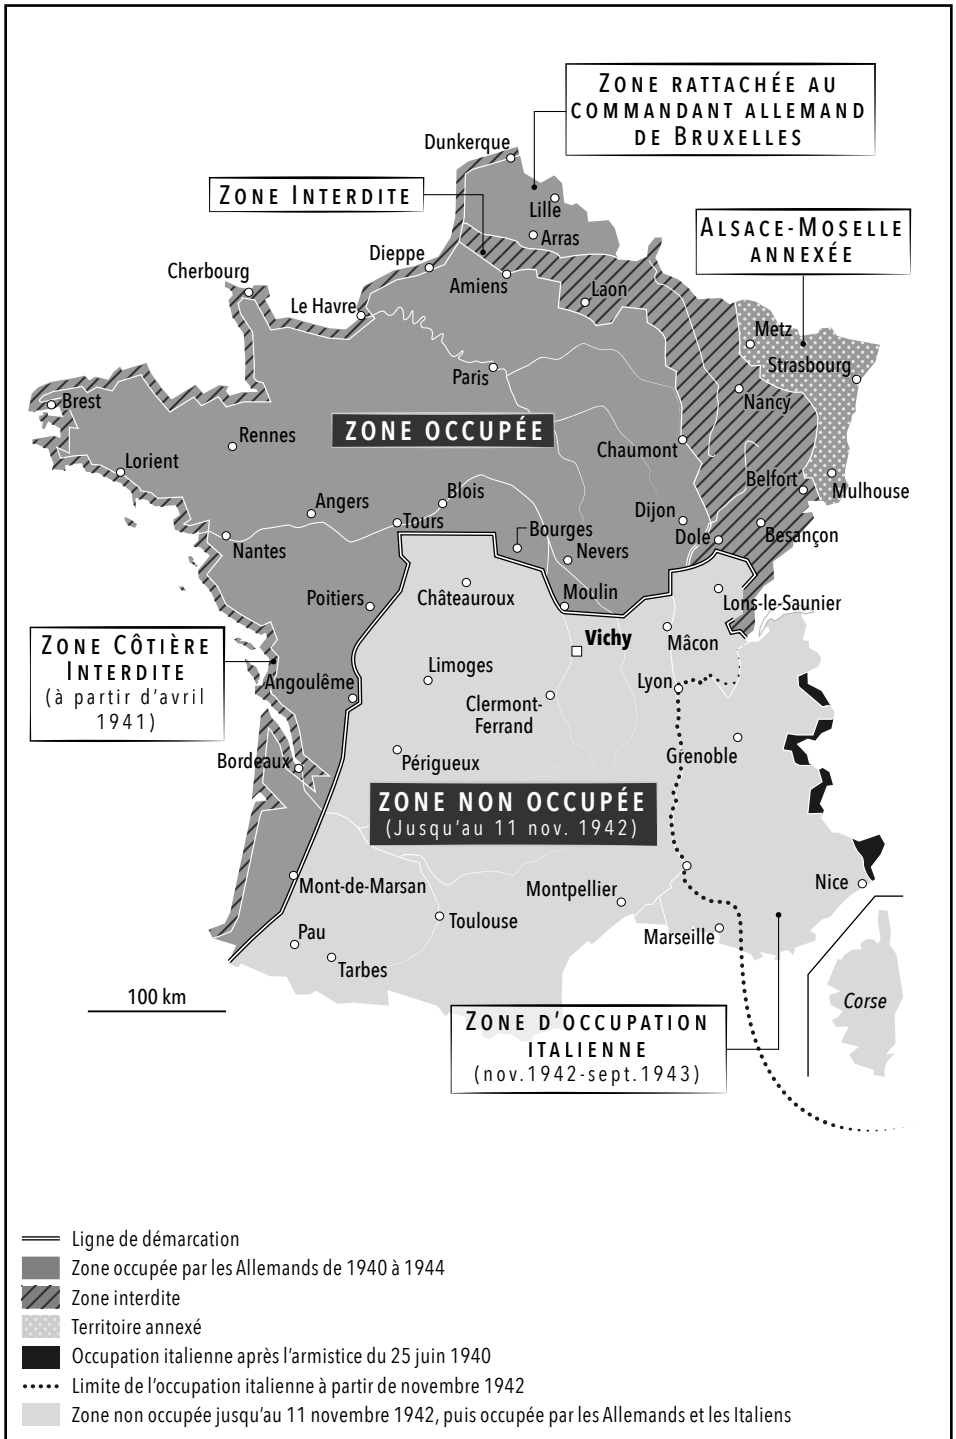 ZONE RATTACHÉE AU
COMMANDANT ALLEMAND
DE BRUXELLES
Dunkerque
ZONE INTERDITE
Lille
Arras
ALSACE-MOSELLE
ANNEXÉE
Dieppe
Cherbourg
Amiens
Laon
Le Havre
Metz
Strasbourg
Paris
Nancy
Brest
ZONE OCCUPÉE
Rennes
Chaumont
Lorient
Belfort
Mulhouse
Blois
Angers
Dijon
Tours
Bourges
Dole
Besançon
Nantes
Nevers
Poitiers
Châteauroux
Moulin
Lons-le-Saunier
Vichy
Mâcon
ZONE CÔTIÈRE
INTERDITE
(à partir d'avril
1941)
Limoges
Angoulême
Lyon
Clermont-
Ferrand
Bordeaux
Périgueux
Grenoble
ZONE NON OCCUPÉE
(Jusqu'au 11 nov. 1942)
Mont-de-Marsan
Montpellier
Nice
Toulouse
Pau
Marseille
Tarbes
100 km
Corse
ZONE D'OCCUPATION
ITALIENNE
(nov.1942-sept.1943)
Ligne de démarcation
Zone occupée par les Allemands de 1940 à 1944
Zone interdite
Territoire annexé
Occupation italienne après l'armistice du 25 juin 1940
Limite de l'occupation italienne à partir de novembre 1942
Zone non occupée jusqu'au 11 novembre 1942, puis occupée par les Allemands et les Italiens